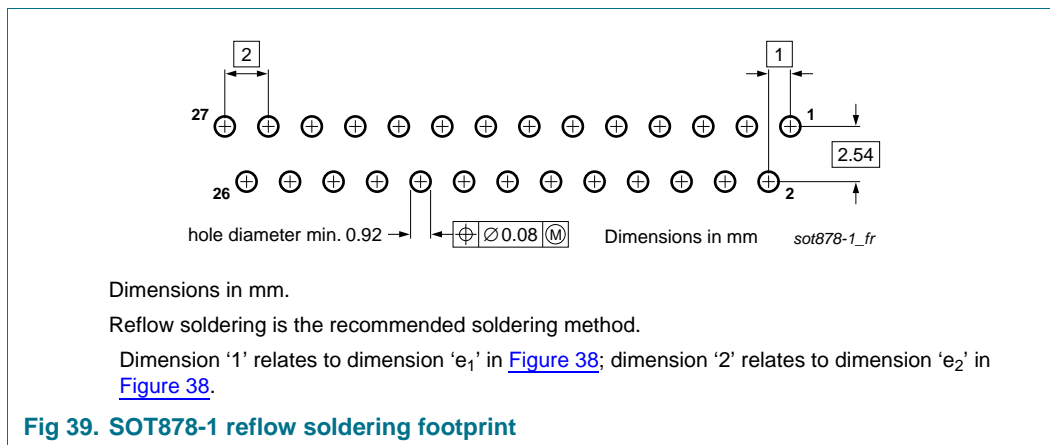 2
1
27
1
2.54
26
2
hole diameter min. 0.92
⌖ ∅ 0.08 Ⓜ
Dimensions in mm
sot878-1_fr
Dimensions in mm.
Reflow soldering is the recommended soldering method.
Dimension ‘1’ relates to dimension ‘e₁’ in Figure 38; dimension ‘2’ relates to dimension ‘e₂’ in
Figure 38.
Fig 39. SOT878-1 reflow soldering footprint